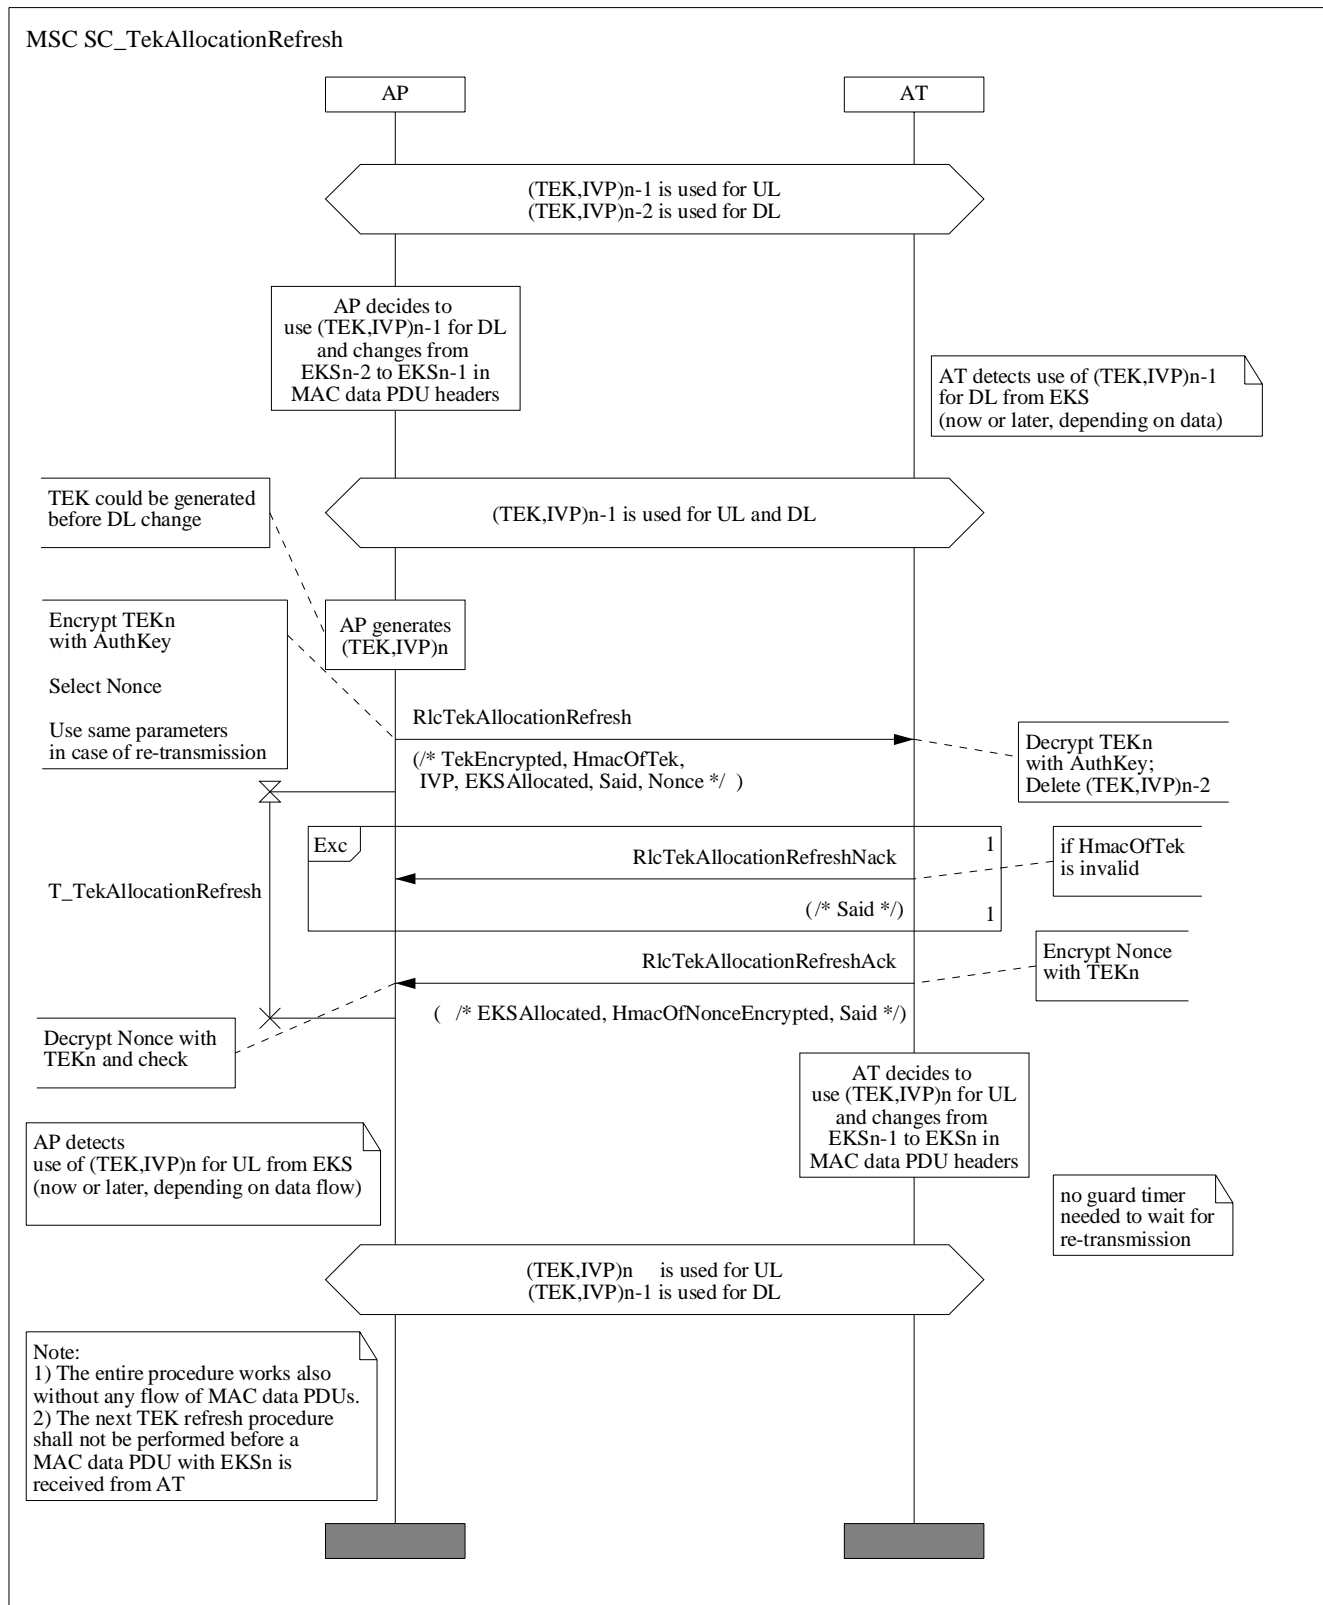 MSC SC_TekAllocationRefresh
AP
AT
(TEK,IVP)n-1 is used for UL
(TEK,IVP)n-2 is used for DL
AP decides to
use (TEK,IVP)n-1 for DL
and changes from
EKSn-2 to EKSn-1 in
MAC data PDU headers
AT detects use of (TEK,IVP)n-1
for DL from EKS
(now or later, depending on data)
TEK could be generated
before DL change
(TEK,IVP)n-1 is used for UL and DL
Encrypt TEKn
with AuthKey
Select Nonce
Use same parameters
in case of re-transmission
AP generates
(TEK,IVP)n
RlcTekAllocationRefresh
(/* TekEncrypted, HmacOfTek,
IVP, EKSAllocated, Said, Nonce */ )
Decrypt TEKn
with AuthKey;
Delete (TEK,IVP)n-2
T_TekAllocationRefresh
Exc
1
RlcTekAllocationRefreshNack
(/* Said */)
1
if HmacOfTek
is invalid
RlcTekAllocationRefreshAck
( /* EKSAllocated, HmacOfNonceEncrypted, Said */)
Encrypt Nonce
with TEKn
Decrypt Nonce with
TEKn and check
AT decides to
use (TEK,IVP)n for UL
and changes from
EKSn-1 to EKSn in
MAC data PDU headers
AP detects
use of (TEK,IVP)n for UL from EKS
(now or later, depending on data flow)
no guard timer
needed to wait for
re-transmission
(TEK,IVP)n is used for UL
(TEK,IVP)n-1 is used for DL
Note:
1) The entire procedure works also
without any flow of MAC data PDUs.
2) The next TEK refresh procedure
shall not be performed before a
MAC data PDU with EKSn is
received from AT